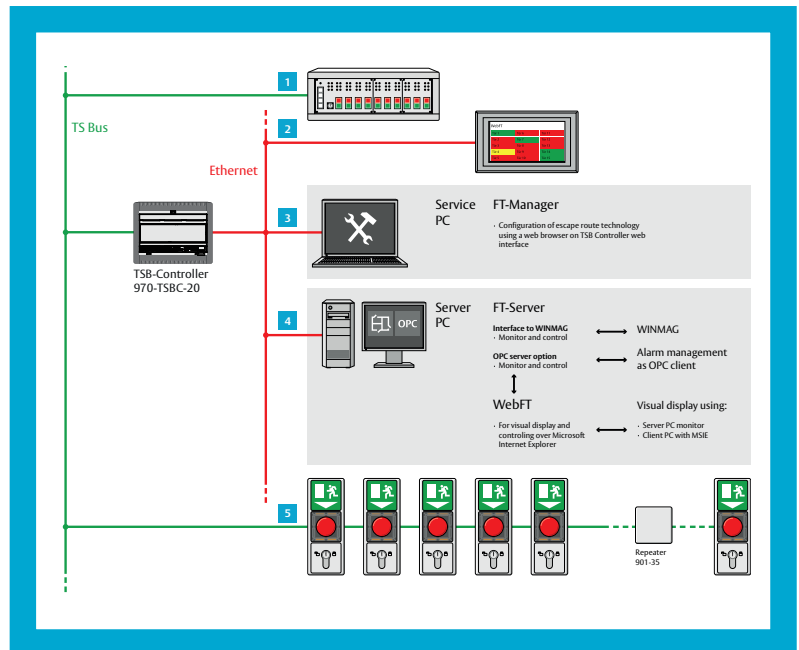 1
TS Bus
2
WebFT
Ethernet
3
Service
PC
FT-Manager
· Configuration of escape route technology
using a web browser on TSB Controller web
interface
TSB-Controller
970-TSBC-20
4
OPC
Server
PC
FT-Server
Interface to WINMAG
· Monitor and control
WINMAG
OPC server option
· Monitor and control
Alarm management
as OPC client
WebFT
· For visual display and
controling over Microsoft
Internet Explorer
Visual display using:
· Server PC monitor
· Client PC with MSIE
5
Repeater
901-35